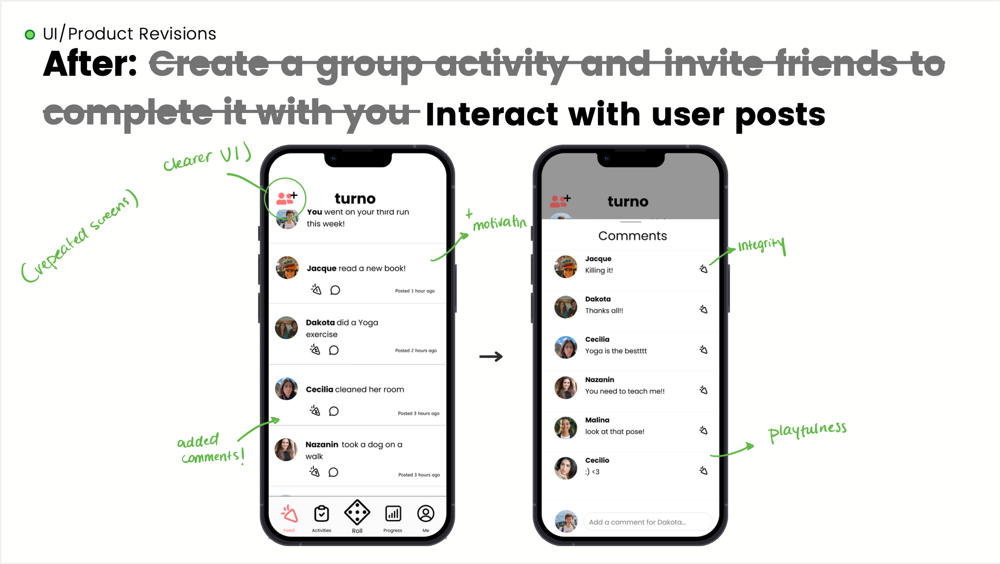 UI/Product Revisions
After: Create a group activity and invite friends to
complete it with you Interact with user posts
clearer UI)
(repeated screens)
turno
You went on your third run
this week!
+
motivatin
Jacque read a new book!
1
Posted 1 hour ago
Dakota did a Yoga
exercise
2
Posted 2 hours ago
Cecilia cleaned her room
2
Posted 3 hours ago
added
comments!
Nazanin took a dog on a
walk
1
Posted 3 hours ago
Feed
Activities
Roll
Progress
Me
turno
Comments
Jacque
Killing it!
integrity
Dakota
Thanks all!!
Cecilia
Yoga is the bestttt
Nazanin
You need to teach me!!
Malina
look at that pose!
playfulness
Cecilio
:) <3
Add a comment for Dakota...